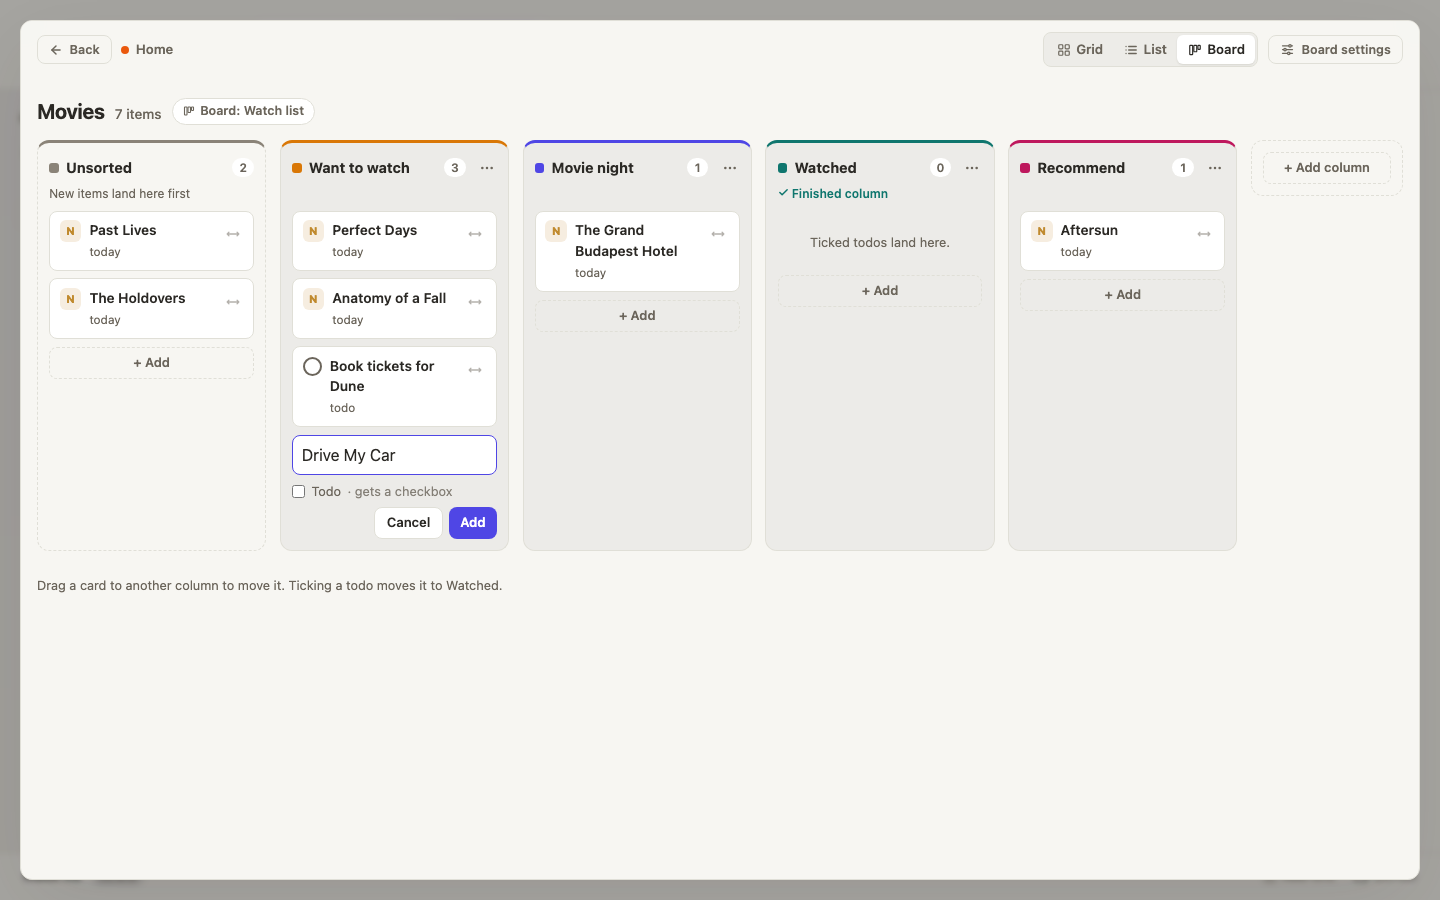 Back
Home
Grid
List
Board
Board settings
Movies
7 items
Board: Watch list
Unsorted
2
New items land here first
N
Past Lives
today
N
The Holdovers
today
+ Add
Want to watch
3
N
Perfect Days
today
N
Anatomy of a Fall
today
Book tickets for
Dune
todo
Drive My Car
Todo · gets a checkbox
Cancel
Add
Movie night
1
N
The Grand
Budapest Hotel
today
+ Add
Watched
0
Finished column
Ticked todos land here.
+ Add
Recommend
1
N
Aftersun
today
+ Add
+ Add column
Drag a card to another column to move it. Ticking a todo moves it to Watched.